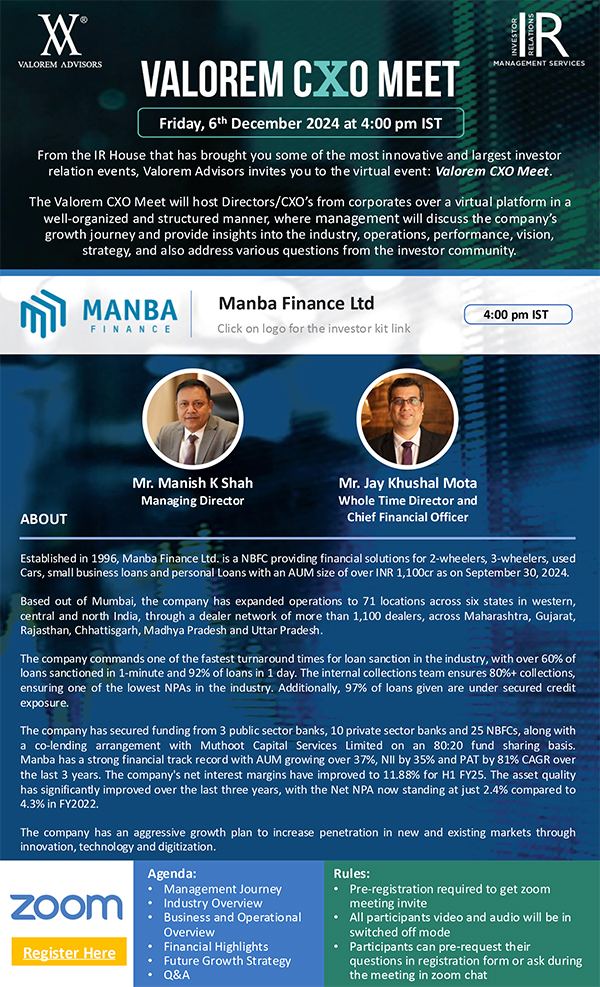 VALOREM ADVISORS
®
INVESTOR
RELATIONS
IR
MANAGEMENT SERVICES
VALOREM CXO MEET
Friday, 6th December 2024 at 4:00 pm IST
From the IR House that has brought you some of the most innovative and largest investor
relation events, Valorem Advisors invites you to the virtual event: Valorem CXO Meet.
The Valorem CXO Meet will host Directors/CXO's from corporates over a virtual platform in a
well-organized and structured manner, where management will discuss the company's
growth journey and provide insights into the industry, operations, performance, vision,
strategy, and also address various questions from the investor community.
MANBA
FINANCE
Manba Finance Ltd
Click on logo for the investor kit link
4:00 pm IST
Mr. Manish K Shah
Managing Director
Mr. Jay Khushal Mota
Whole Time Director and
Chief Financial Officer
ABOUT
Established in 1996, Manba Finance Ltd. is a NBFC providing financial solutions for 2-wheelers, 3-wheelers, used
Cars, small business loans and personal Loans with an AUM size of over INR 1,100cr as on September 30, 2024.
Based out of Mumbai, the company has expanded operations to 71 locations across six states in western,
central and north India, through a dealer network of more than 1,100 dealers, across Maharashtra, Gujarat,
Rajasthan, Chhattisgarh, Madhya Pradesh and Uttar Pradesh.
The company commands one of the fastest turnaround times for loan sanction in the industry, with over 60% of
loans sanctioned in 1-minute and 92% of loans in 1 day. The internal collections team ensures 80%+ collections,
ensuring one of the lowest NPAs in the industry. Additionally, 97% of loans given are under secured credit
exposure.
The company has secured funding from 3 public sector banks, 10 private sector banks and 25 NBFCs, along with
a co-lending arrangement with Muthoot Capital Services Limited on an 80:20 fund sharing basis.
Manba has a strong financial track record with AUM growing over 37%, NII by 35% and PAT by 81% CAGR over
the last 3 years. The company's net interest margins have improved to 11.88% for H1 FY25. The asset quality
has significantly improved over the last three years, with the Net NPA now standing at just 2.4% compared to
4.3% in FY2022.
The company has an aggressive growth plan to increase penetration in new and existing markets through
innovation, technology and digitization.
zoom
Register Here
Agenda:
• Management Journey
• Industry Overview
• Business and Operational
Overview
• Financial Highlights
• Future Growth Strategy
• Q&A
Rules:
• Pre-registration required to get zoom
meeting invite
• All participants video and audio will be in
switched off mode
• Participants can pre-request their
questions in registration form or ask during
the meeting in zoom chat